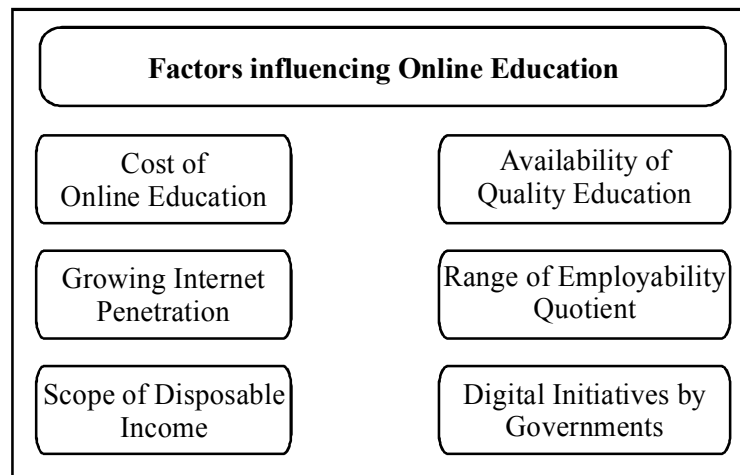 Factors influencing Online Education
Cost of
Online Education
Availability of
Quality Education
Growing Internet
Penetration
Range of Employability
Quotient
Scope of Disposable
Income
Digital Initiatives by
Governments